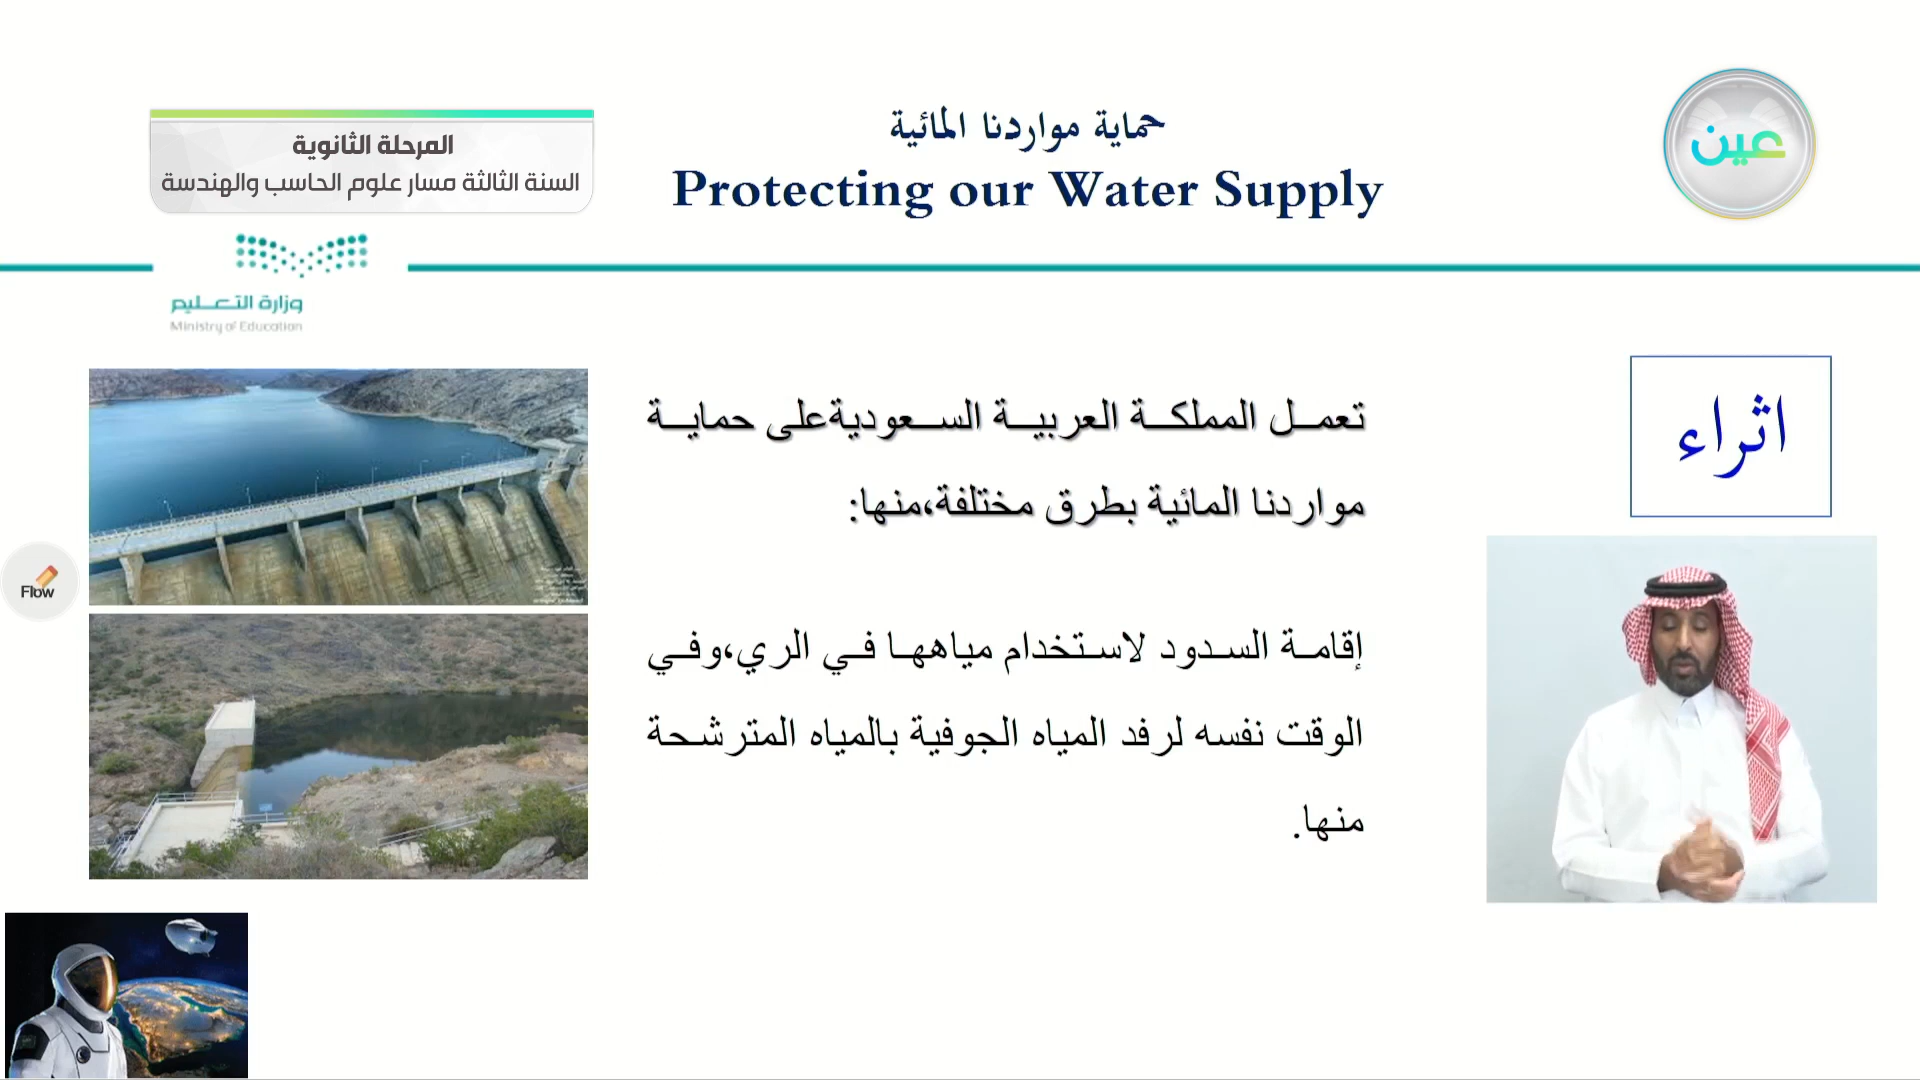 المرحلة الثانوية
السنة الثالثة مسار علوم الحاسب والهندسة
حماية مواردنا المائية
Protecting our Water Supply
عين
وزارة التعليم
Ministry of Education
اثراء
تعمل المملكة العربية السعوديةعلى حماية
مواردنا المائية بطرق مختلفة،منها:
إقامة السدود لاستخدام مياهها في الري،وفي
الوقت نفسه لرفد المياه الجوفية بالمياه المترشحة
منها.
Flow